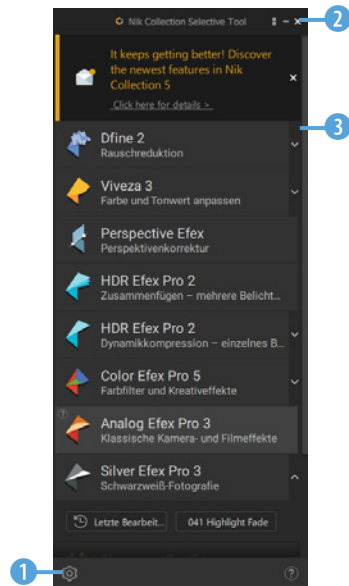 Nik Collection Selective Tool
2
It keeps getting better! Discover
the newest features in Nik
Collection 5
Click here for details >
3
Dfine 2
Rauschreduktion
Viveza 3
Farbe und Tonwert anpassen
Perspective Efex
Perspektivenkorrektur
HDR Efex Pro 2
Zusammenfügen – mehrere Belicht...
HDR Efex Pro 2
Dynamikkompression – einzelnes B...
Color Efex Pro 5
Farbfilter und Kreativeffekte
?
Analog Efex Pro 3
Klassische Kamera- und Filmeffekte
Silver Efex Pro 3
Schwarzweiß-Fotografie
Letzte Bearbeit... 041 Highlight Fade
1
?